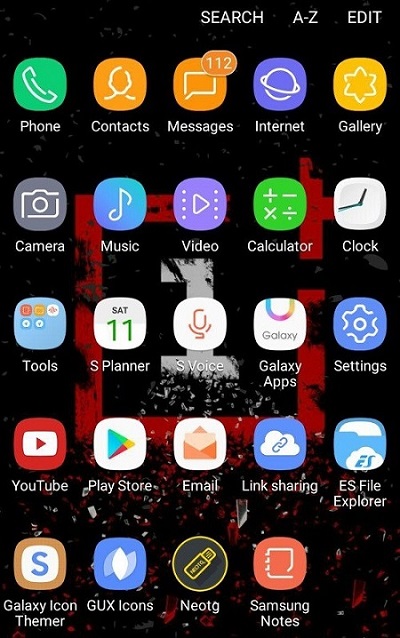 SEARCH A-Z EDIT
112
Phone Contacts Messages Internet Gallery
Camera Music Video Calculator Clock
SAT
11
Galaxy
1
Tools S Planner S Voice Galaxy Apps Settings
ES
YouTube Play Store Email Link sharing ES File Explorer
S
NEOTG
Galaxy Icon Themer GUX Icons Neotg Samsung Notes